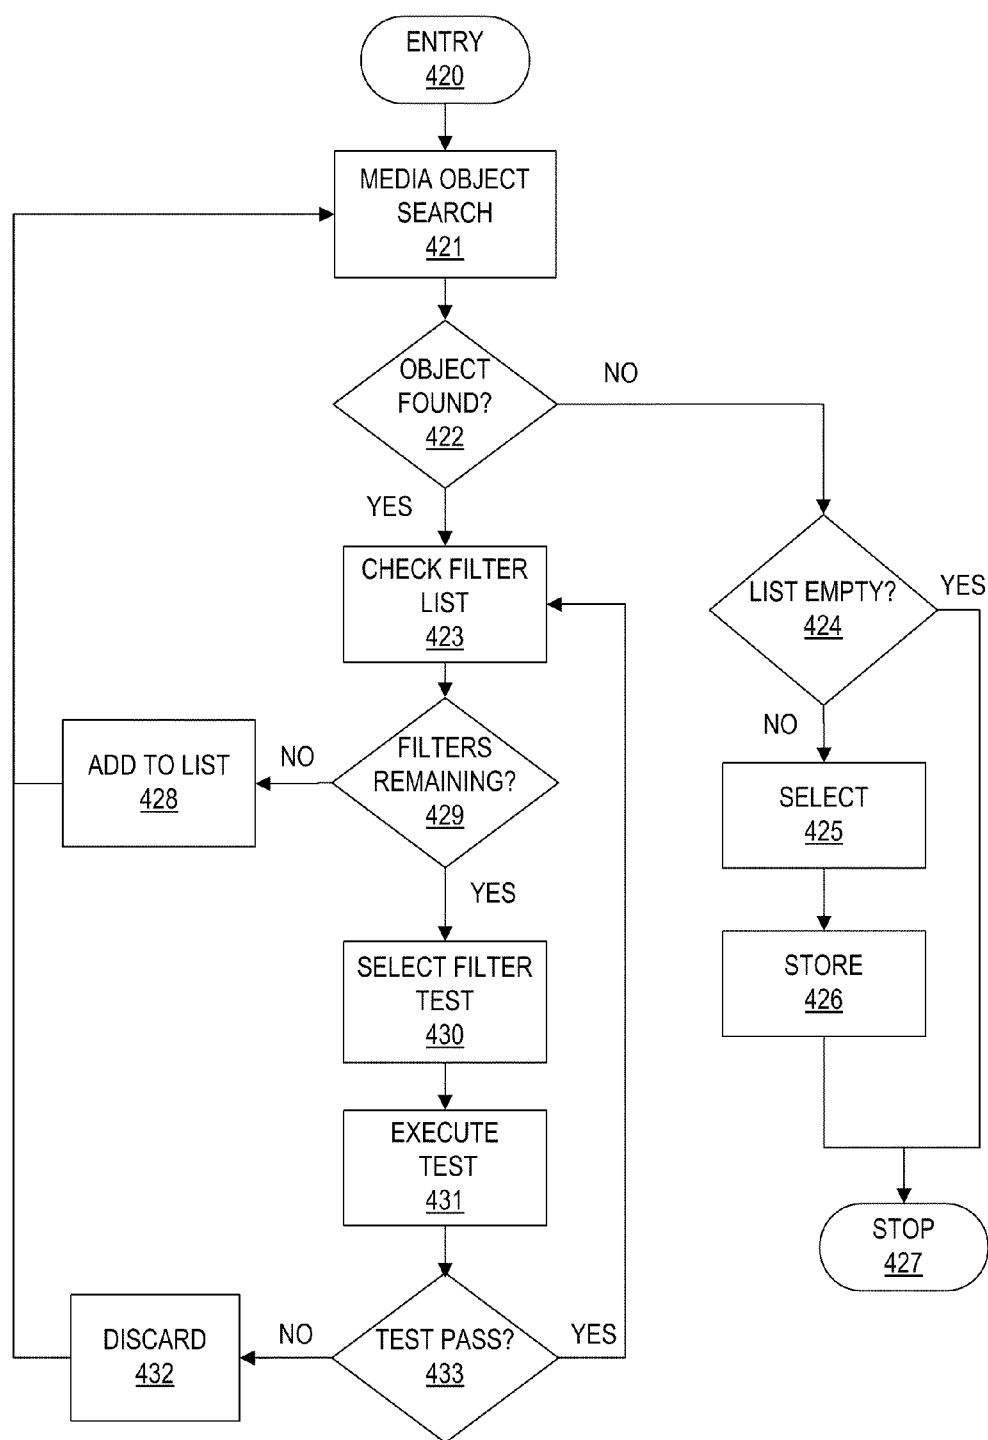 ENTRY
420
MEDIA OBJECT
SEARCH
421
OBJECT
FOUND?
422
NO
YES
CHECK FILTER
LIST
423
LIST EMPTY?
424
YES
NO
FILTERS
REMAINING?
429
NO
ADD TO LIST
428
YES
SELECT
425
SELECT FILTER
TEST
430
STORE
426
EXECUTE
TEST
431
STOP
427
TEST PASS?
433
YES
NO
DISCARD
432